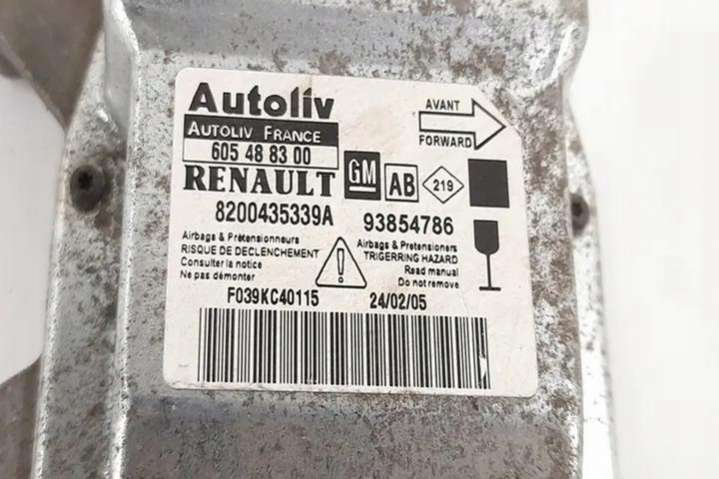 Autoliv
AUTOLIV FRANCE
605 48 83 00
RENAULT
GM
AB
219
AVANT
FORWARD
8200435339A
93854786
Airbags & Prétensionneurs
RISQUE DE DECLENCHEMENT
Consulter la notice
Ne pas démonter
Airbags & Pretensioners
TRIGERRING HAZARD
Read manual
Do not remove
F039KC40115
24/02/05